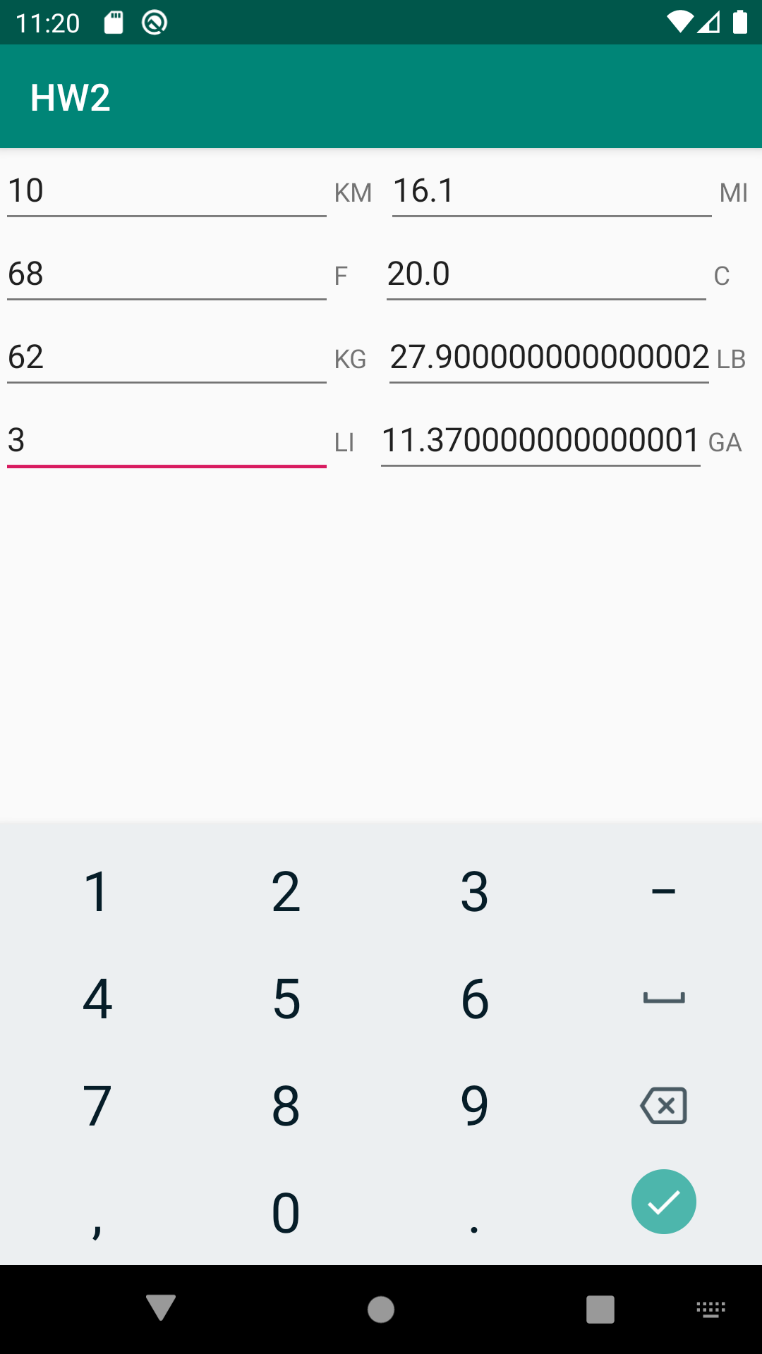 11:20
HW2
10 KM 16.1 MI
68 F 20.0 C
62 KG 27.900000000000002 LB
3 LI 11.370000000000001 GA
1 2 3 -
4 5 6
7 8 9
, 0 .